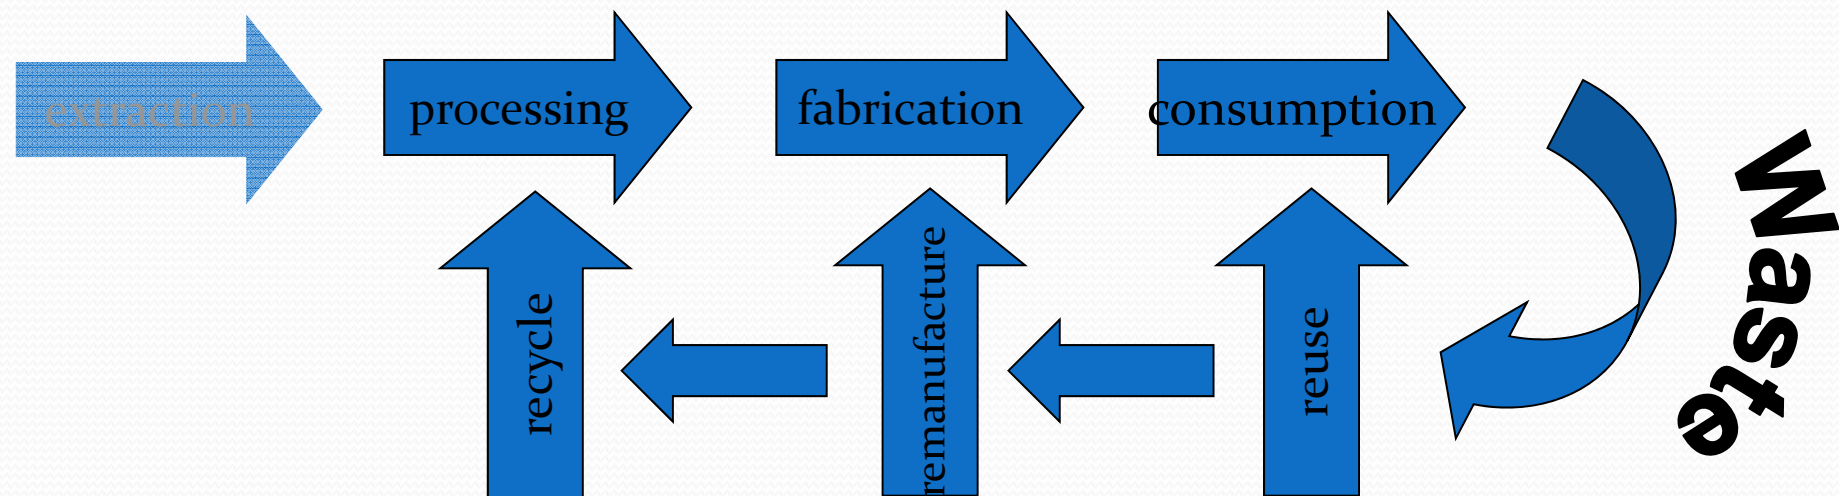 extraction
processing
fabrication
consumption
Waste
recycle
remanufacture
reuse